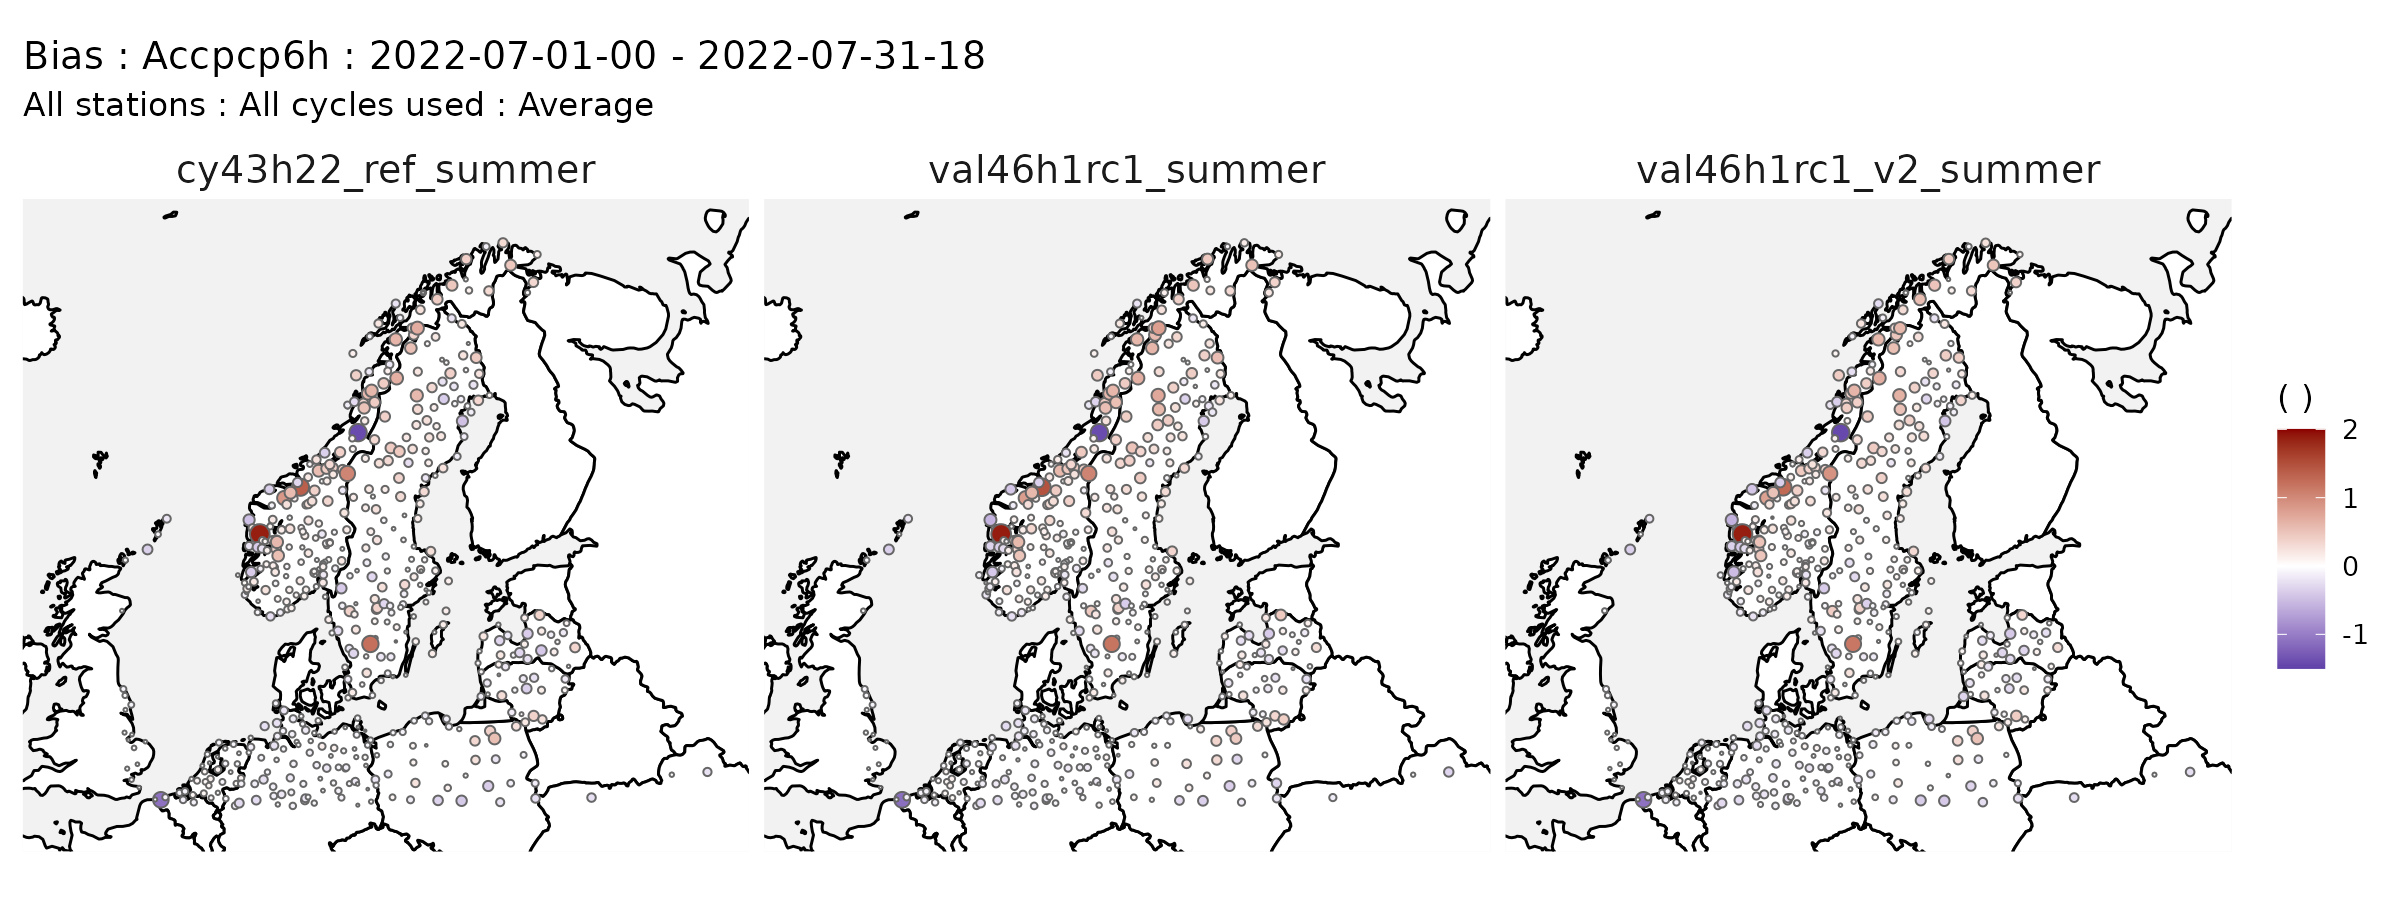 Bias : Accpcp6h : 2022-07-01-00 - 2022-07-31-18
All stations : All cycles used : Average
cy43h22_ref_summer
val46h1rc1_summer
val46h1rc1_v2_summer
( )
2
1
0
-1